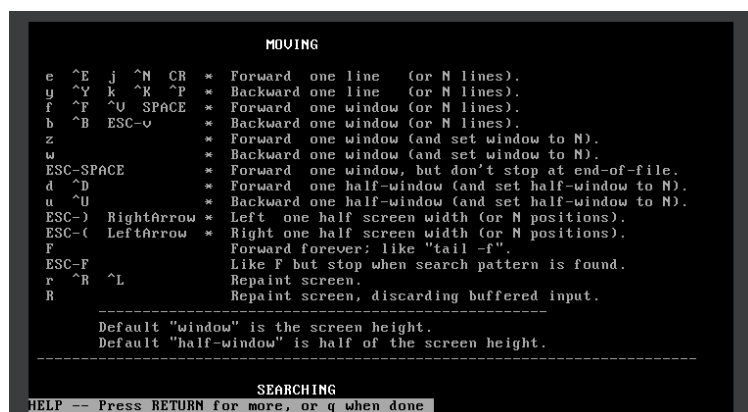 MOVING
e ^E j ^N CR * Forward one line (or N lines).
y ^Y k ^K ^P * Backward one line (or N lines).
f ^F ^V SPACE * Forward one window (or N lines).
b ^B ESC-v * Backward one window (or N lines).
z * Forward one window (and set window to N).
w * Backward one window (and set window to N).
ESC-SPACE * Forward one window, but don't stop at end-of-file.
d ^D * Forward one half-window (and set half-window to N).
u ^U * Backward one half-window (and set half-window to N).
ESC-) RightArrow * Left one half screen width (or N positions).
ESC-( LeftArrow * Right one half screen width (or N positions).
F Forward forever; like "tail -f".
ESC-F Like F but stop when search pattern is found.
r ^R ^L Repaint screen.
R Repaint screen, discarding buffered input.
---------------------------------------------------
Default "window" is the screen height.
Default "half-window" is half of the screen height.
---------------------------------------------------------------------------
SEARCHING
HELP -- Press RETURN for more, or q when done